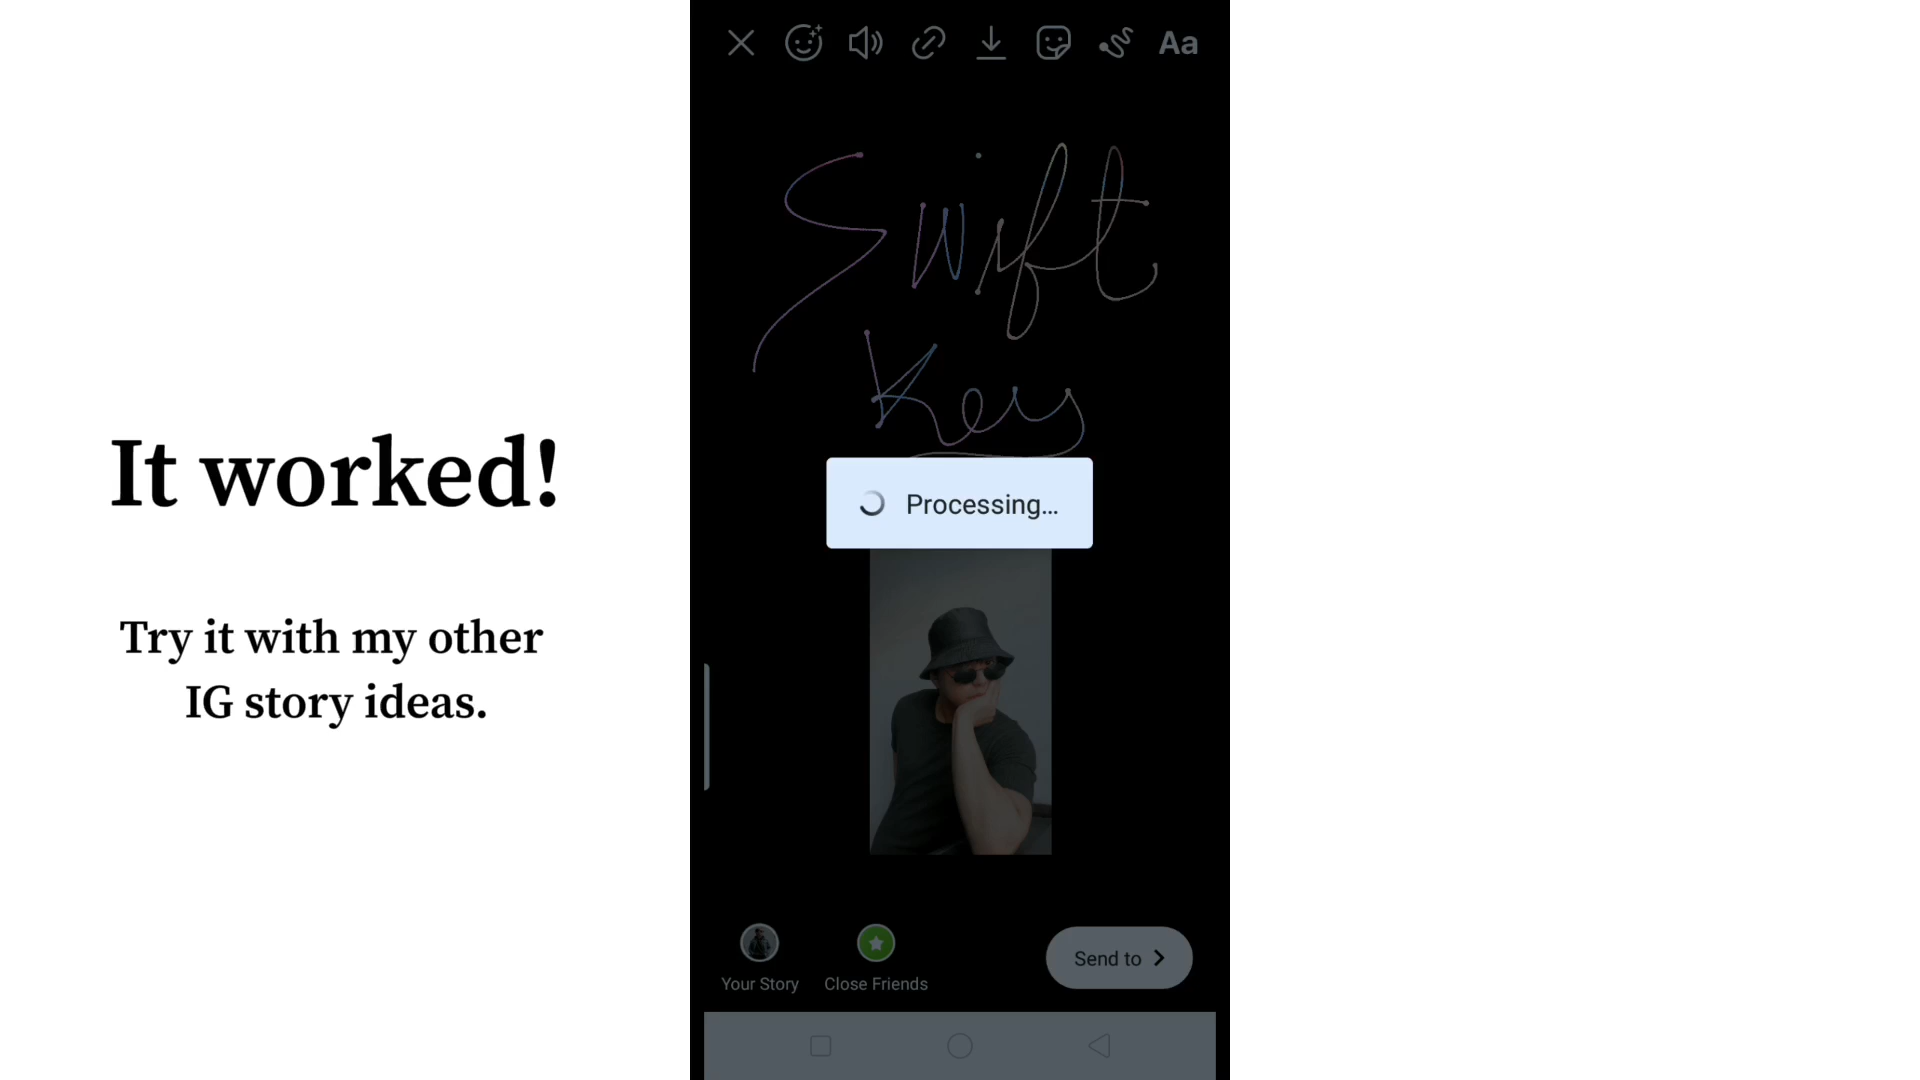 It worked!
Try it with my other
IG story ideas.
Aa
Swift
Keys
Processing...
Your Story
Close Friends
Send to